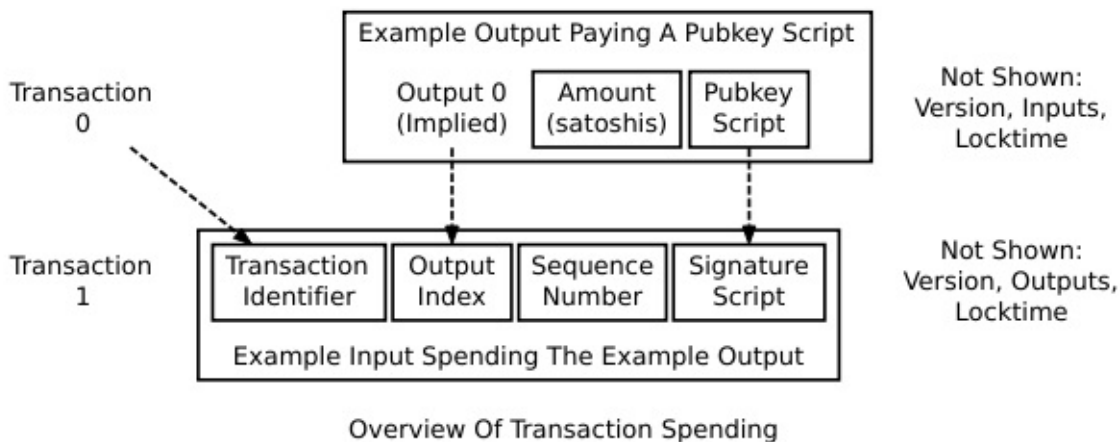 Example Output Paying A Pubkey Script
Transaction
0
Output 0
(Implied)
Amount
(satoshis)
Pubkey
Script
Not Shown:
Version, Inputs,
Locktime
Transaction
1
Transaction
Identifier
Output
Index
Sequence
Number
Signature
Script
Not Shown:
Version, Outputs,
Locktime
Example Input Spending The Example Output
Overview Of Transaction Spending